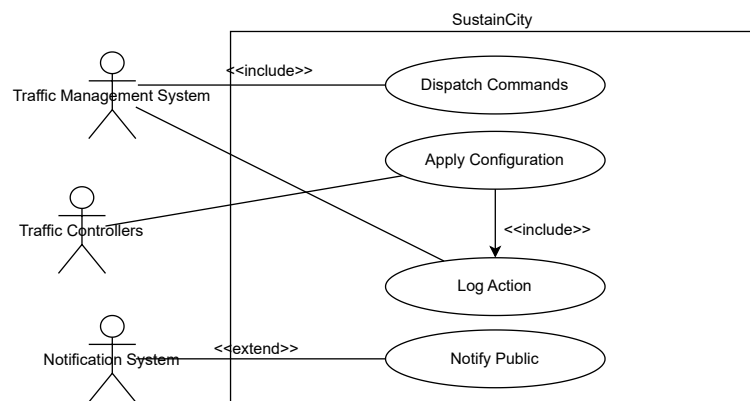 SustainCity
<<include>>
Dispatch Commands
Traffic Management System
Apply Configuration
Traffic Controllers
<<include>>
Log Action
<<extend>>
Notification System
Notify Public